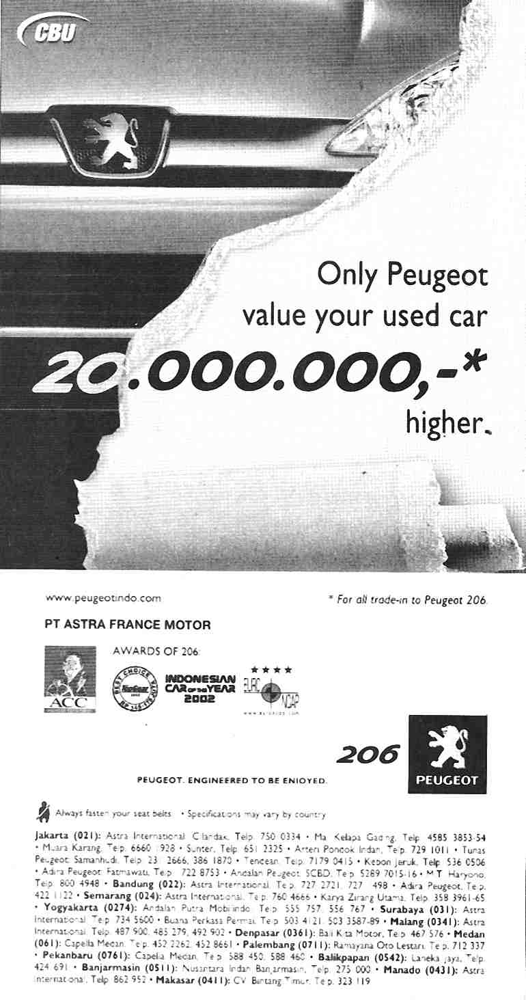 CBU
Only Peugeot
value your used car
20.000.000,-*
higher.
www.peugeotindo.com
* For all trade-in to Peugeot 206.
PT ASTRA FRANCE MOTOR
AWARDS OF 206:
ACC
BEST CHOICE VALUE
TopGear
INDONESIAN
CAR OF THE YEAR
2002
EURO
NCAP
206
PEUGEOT
PEUGEOT. ENGINEERED TO BE ENJOYED.
Always fasten your seat belts • Specifications may vary by country
Jakarta (021): Astra International Cilandak, Telp. 750 0334 • Mal Kelapa Gading, Telp. 4585 3853-54
• Muara Karang, Telp. 6660 1928 • Sunter, Telp. 651 2325 • Arteri Pondok Indah, Telp. 729 1011 • Tunas
Peugeot Samanhudi, Telp. 2666, 386 1870 • Tendean, Telp. 7179 0415 • Kebon Jeruk, Telp. 536 0506
• Adira Peugeot Fatmawati, Telp. 722 8753 • Andalan Peugeot SCBD, Telp. 5289 7015-16 • M.T. Haryono,
Telp. 800 4948 • Bandung (022): Astra International, Telp. 727 2721, 727 1498 • Adira Peugeot, Telp.
422 1122 • Semarang (024): Astra International, Telp. 760 4666 • Karya Zirang Utama, Telp. 358 3961-65
• Yogyakarta (0274): Andalan Putra Mobilindo, Telp. 555 757, 556 767 • Surabaya (031): Astra
International, Telp. 734 5600 • Buana Perkasa Permai, Telp. 503 4121, 503 3587-89 • Malang (0341): Astra
International, Telp. 487 900, 485 279, 492 902 • Denpasar (0361): Bali Kita Motor, Telp. 467 576 • Medan
(061): Capella Medan, Telp. 452 2262, 452 8661 • Palembang (0711): Ramayana Oto Lestari, Telp. 712 337
• Pekanbaru (0761): Capella Medan, Telp. 588 450, 588 460 • Balikpapan (0542): Laneka Jaya, Telp.
424 691 • Banjarmasin (0511): Nusantara Indah Banjarmasin, Telp. 275 000 • Manado (0431): Astra
International, Telp. 862 952 • Makasar (0411): CV. Bintang Timur, Telp. 323 119